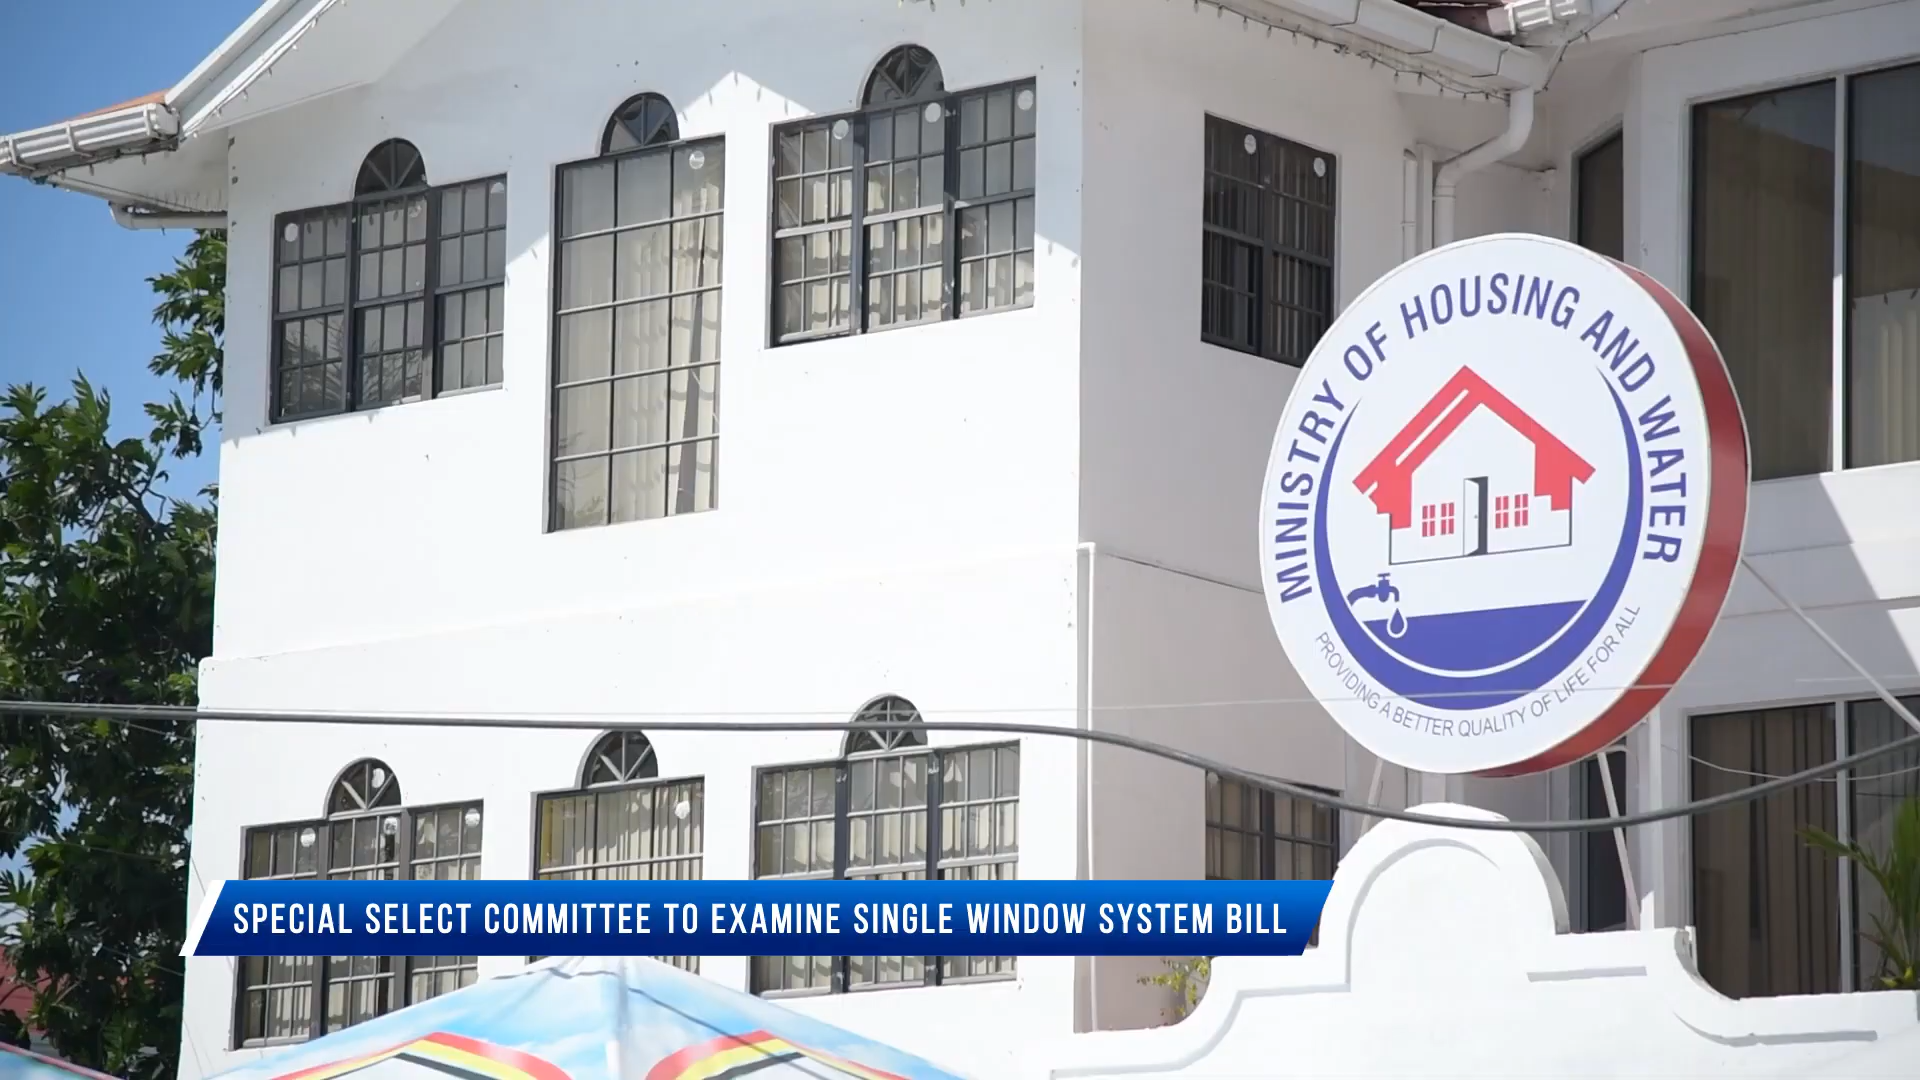 MINISTRY OF HOUSING AND WATER
PROVIDING A BETTER QUALITY OF LIFE FOR ALL
SPECIAL SELECT COMMITTEE TO EXAMINE SINGLE WINDOW SYSTEM BILL